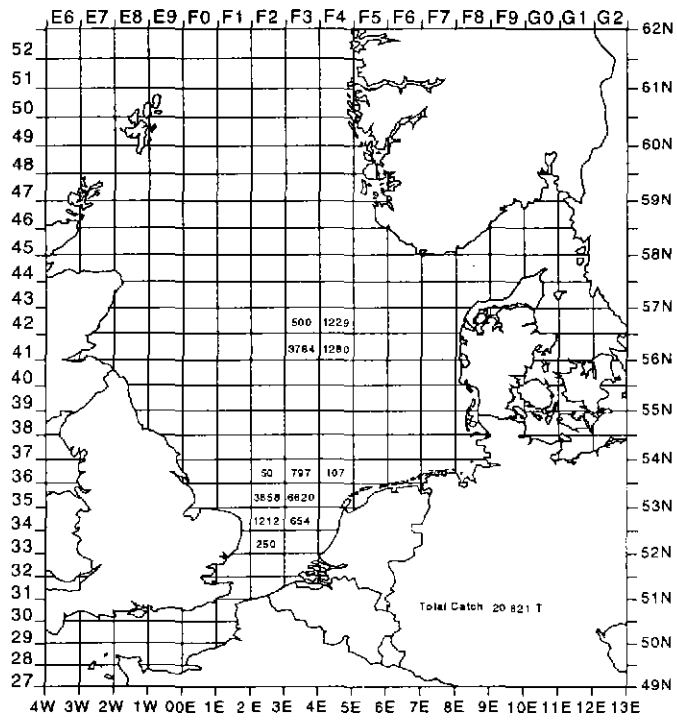 E6 E7 E8 E9 F0 F1 F2 F3 F4 F5 F6 F7 F8 F9 G0 G1 G2
62N
52
51
61N
50
49
60N
48
47
59N
46
45
58N
44
43
57N
500 1229
42
3764 1280
41
56N
40
39
55N
38
37
54N
50 797 107
36
3858 6620
35
53N
1212 654
34
250
33
52N
32
31
Total Catch 20 821 T
51N
30
29
50N
28
27
49N
4W 3W 2W 1W 00E 1E 2E 3E 4E 5E 6E 7E 8E 9E 10E 11E 12E 13E